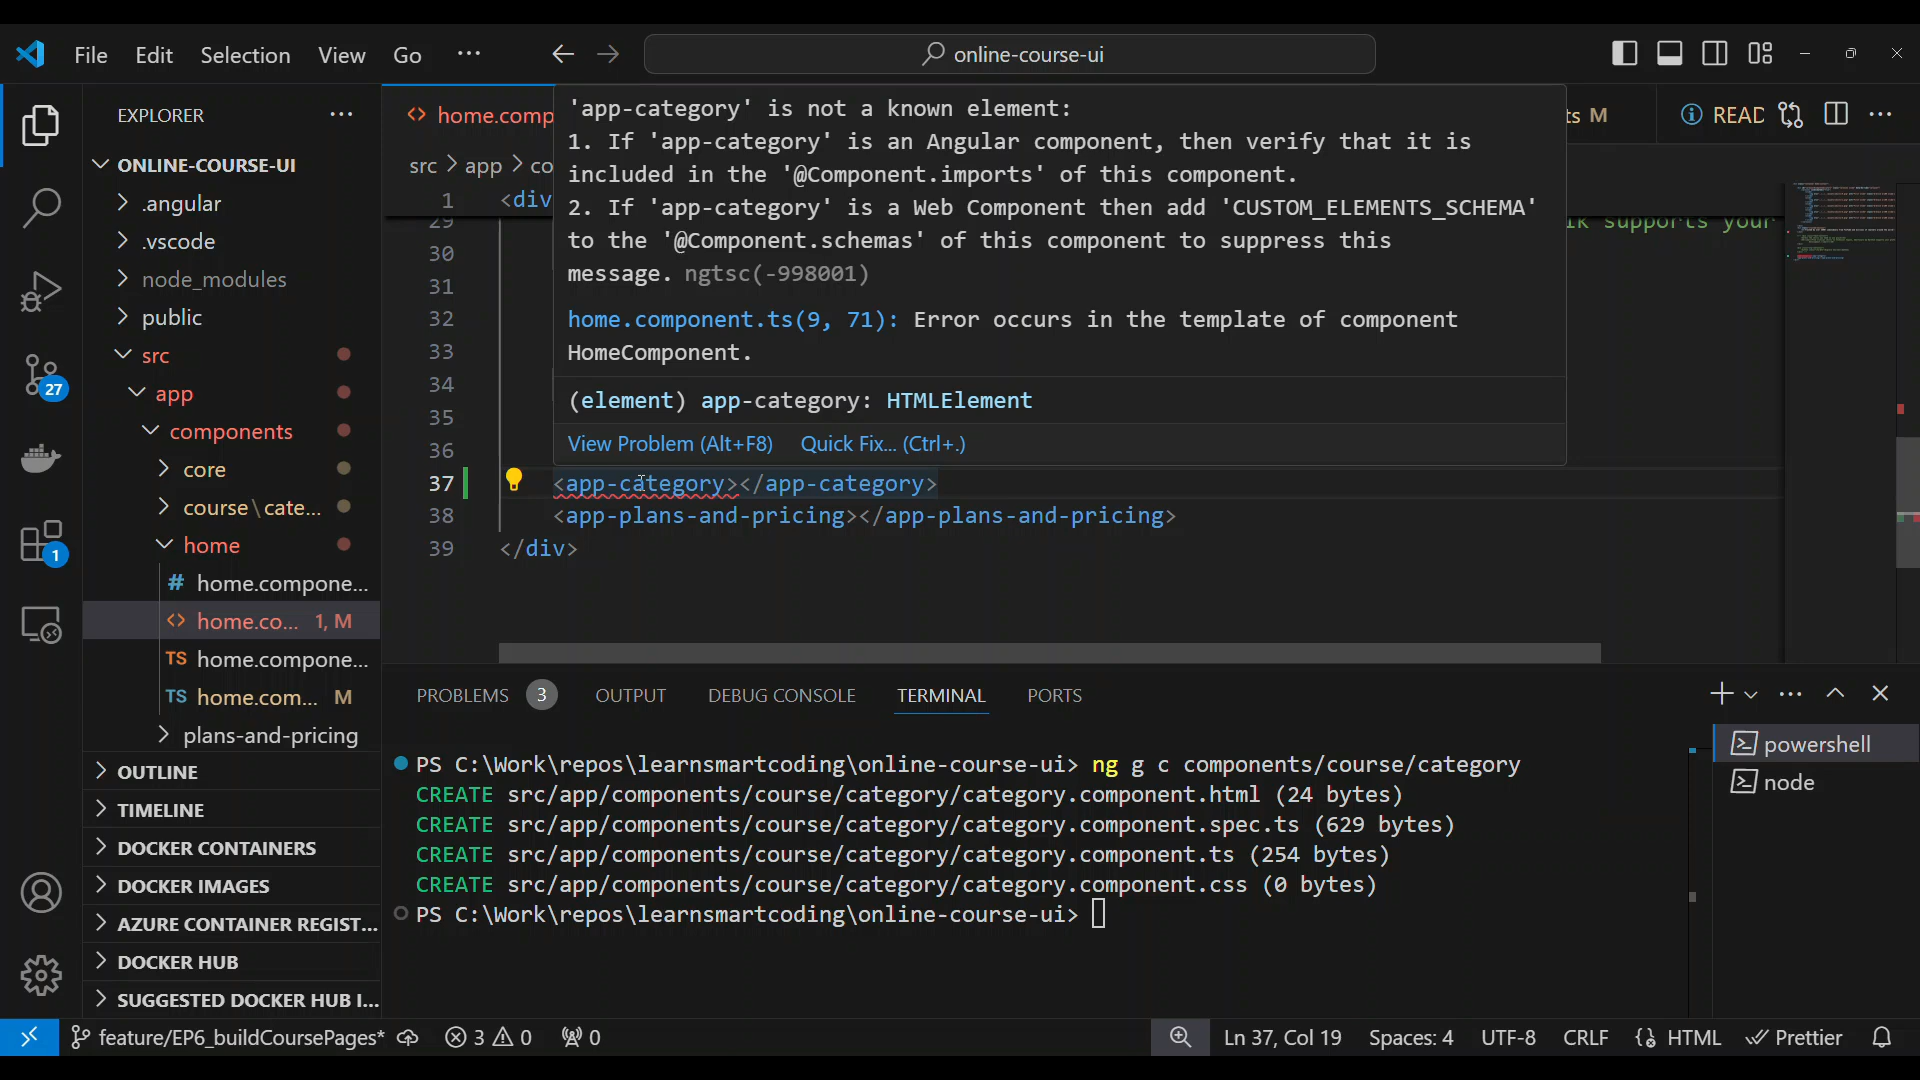 File Edit Selection View Go ··· online-course-ui
EXPLORER ···
ONLINE-COURSE-UI
.angular
.vscode
node_modules
public
src
app
components
core
course\cate...
home
# home.compone...
<> home.co... 1, M
TS home.compone...
TS home.com... M
plans-and-pricing
OUTLINE
TIMELINE
DOCKER CONTAINERS
DOCKER IMAGES
AZURE CONTAINER REGIST...
DOCKER HUB
SUGGESTED DOCKER HUB I...
27
1
<> home.comp
ts M
READ
src > app > co
1 <div
29
ik supports your
30
31
32
33
34
35
36
'app-category' is not a known element:
1. If 'app-category' is an Angular component, then verify that it is
included in the '@Component.imports' of this component.
2. If 'app-category' is a Web Component then add 'CUSTOM_ELEMENTS_SCHEMA'
to the '@Component.schemas' of this component to suppress this
message. ngtsc(-998001)
home.component.ts(9, 71): Error occurs in the template of component
HomeComponent.
(element) app-category: HTMLElement
View Problem (Alt+F8) Quick Fix... (Ctrl+.)
37 <app-category></app-category>
38 <app-plans-and-pricing></app-plans-and-pricing>
39 </div>
PROBLEMS 3 OUTPUT DEBUG CONSOLE TERMINAL PORTS
PS C:\Work\repos\learnsmartcoding\online-course-ui> ng g c components/course/category
CREATE src/app/components/course/category/category.component.html (24 bytes)
CREATE src/app/components/course/category/category.component.spec.ts (629 bytes)
CREATE src/app/components/course/category/category.component.ts (254 bytes)
CREATE src/app/components/course/category/category.component.css (0 bytes)
PS C:\Work\repos\learnsmartcoding\online-course-ui>
powershell
node
feature/EP6_buildCoursePages* 3 0 0 Ln 37, Col 19 Spaces: 4 UTF-8 CRLF HTML Prettier